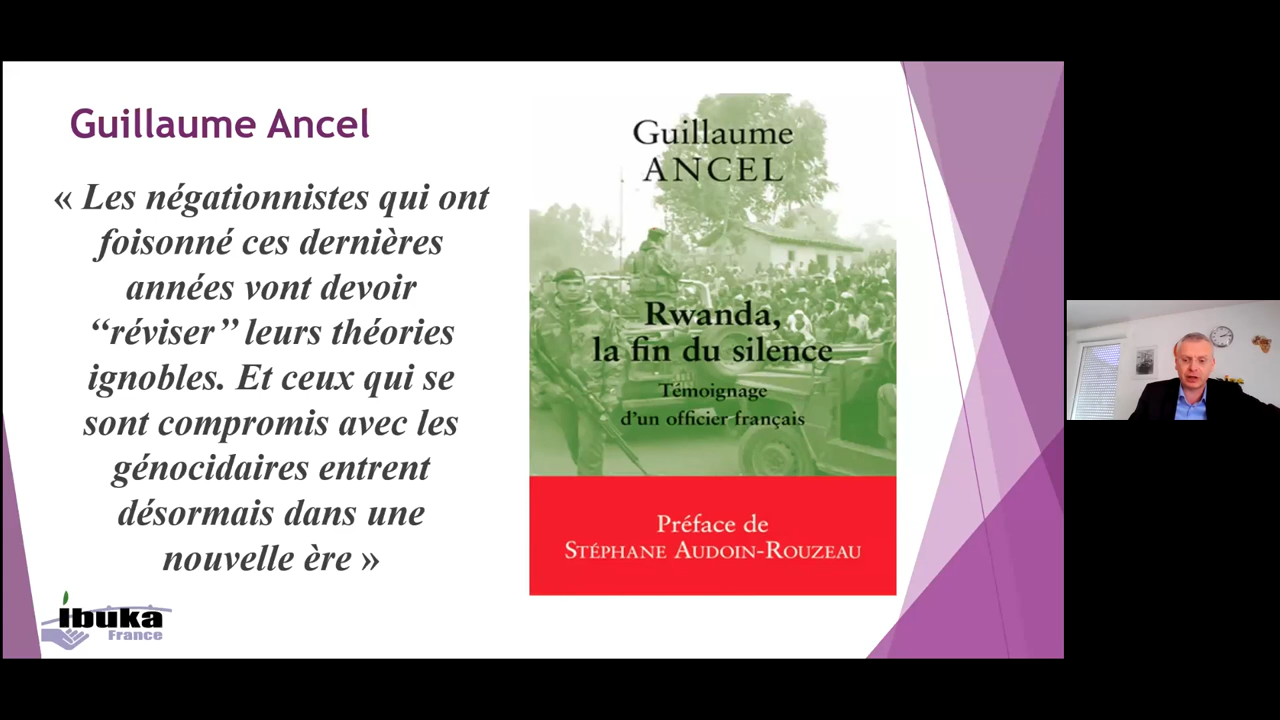 Guillaume Ancel
« Les négationnistes qui ont
foisonné ces dernières
années vont devoir
“réviser” leurs théories
ignobles. Et ceux qui se
sont compromis avec les
génocidaires entrent
désormais dans une
nouvelle ère »
ibuka
France
Guillaume
ANCEL
Rwanda,
la fin du silence
Témoignage
d’un officier français
Préface de
STÉPHANE AUDOIN-ROUZEAU